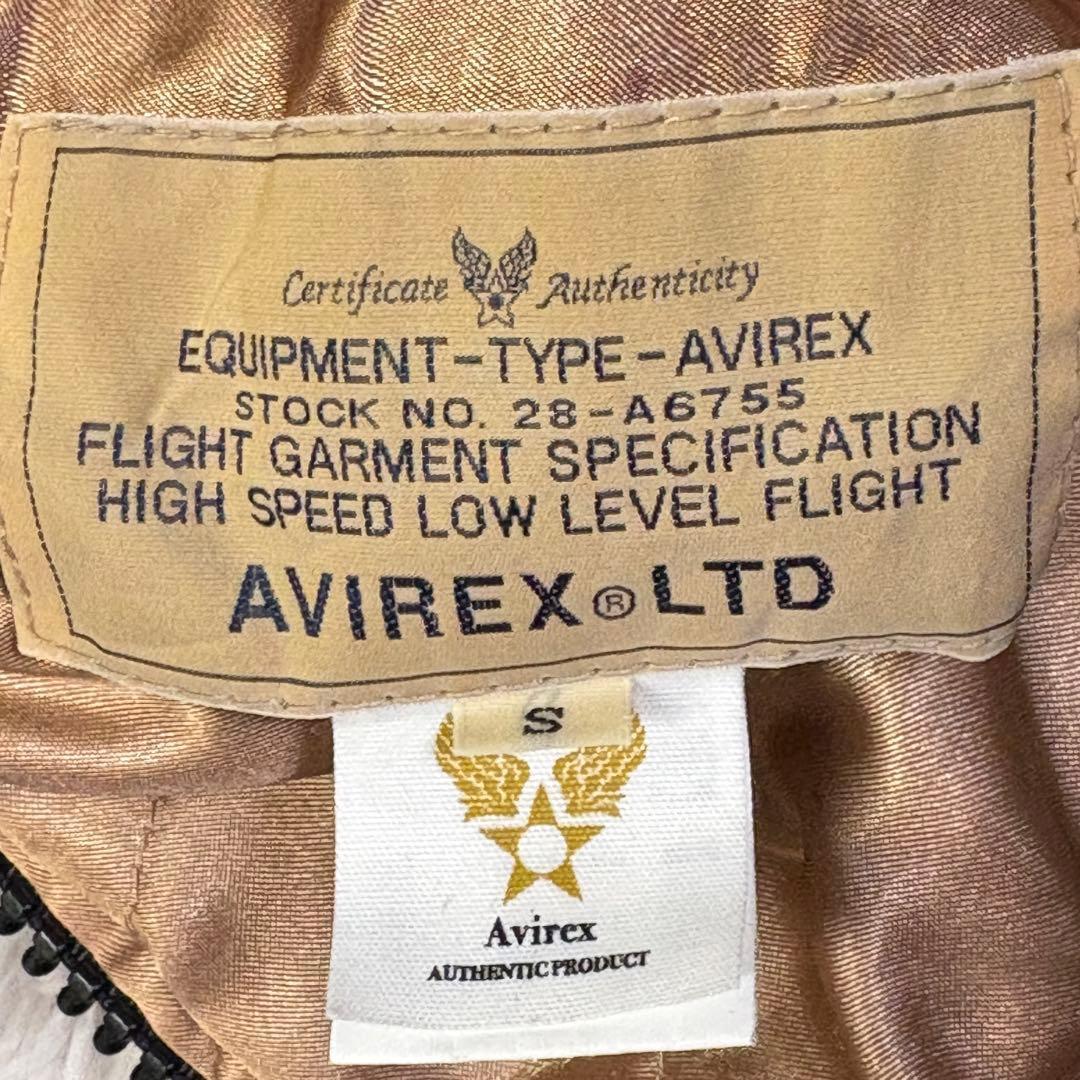 Certificate Authenticity
EQUIPMENT-TYPE-AVIREX
STOCK NO. 28-A6755
FLIGHT GARMENT SPECIFICATION
HIGH SPEED LOW LEVEL FLIGHT
AVIREX® LTD
S
Avirex
AUTHENTIC PRODUCT